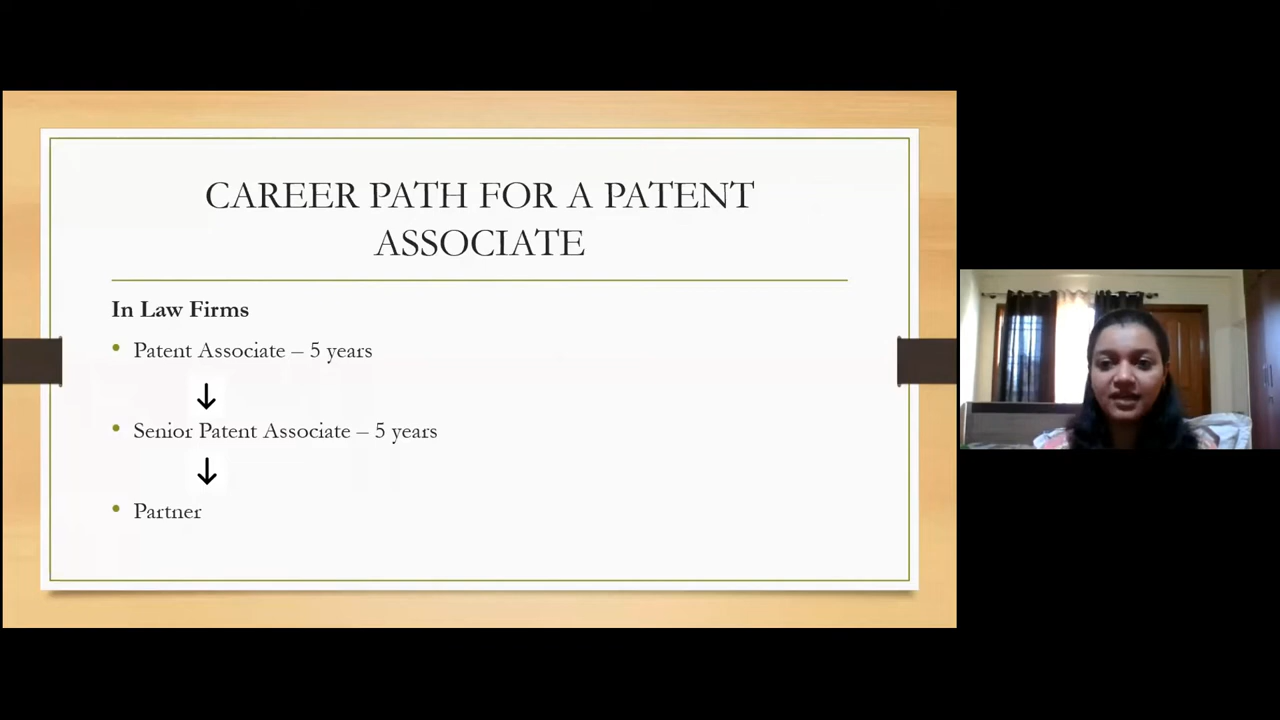 CAREER PATH FOR A PATENT
ASSOCIATE
In Law Firms
• Patent Associate – 5 years
↓
• Senior Patent Associate – 5 years
↓
• Partner